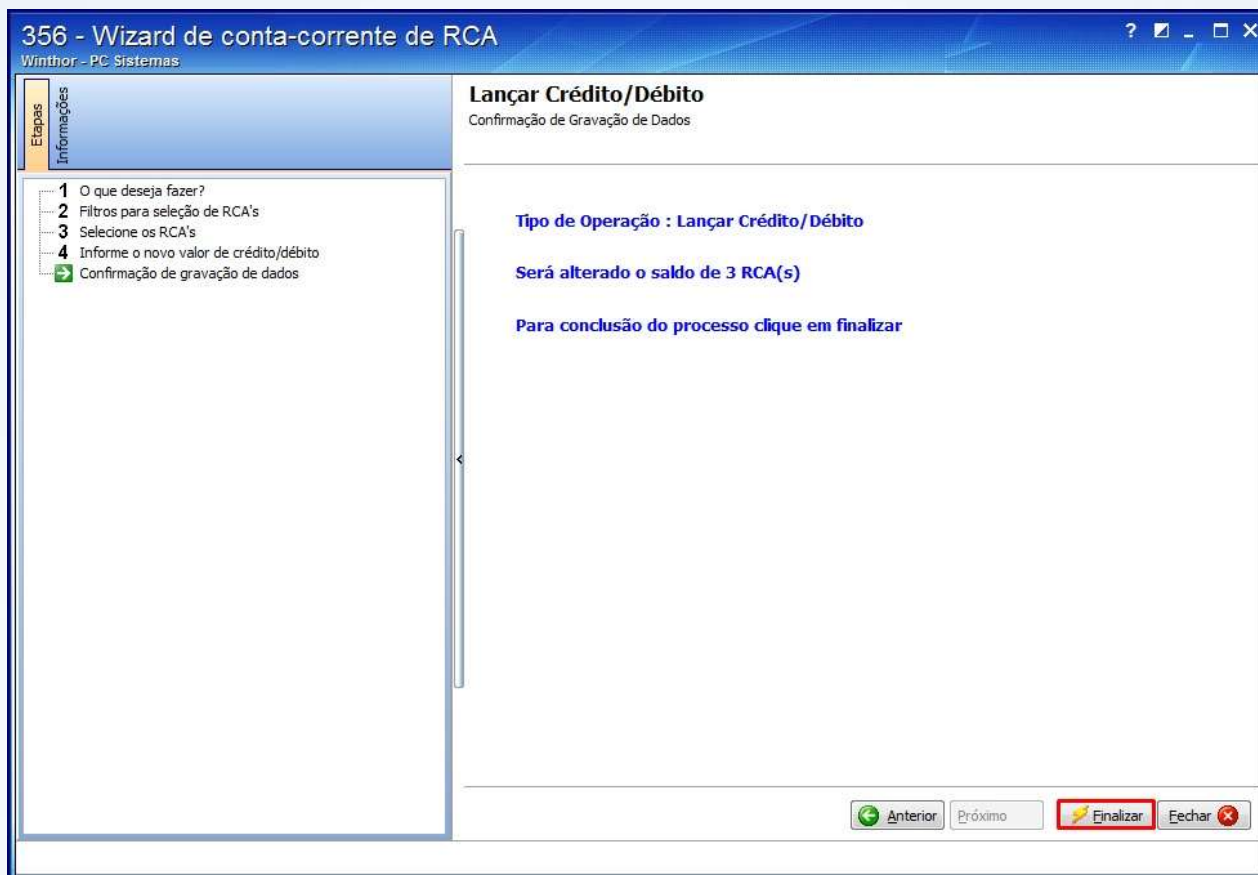 356 - Wizard de conta-corrente de RCA
Winthor - PC Sistemas
Etapas
Informações
1 O que deseja fazer?
2 Filtros para seleção de RCA's
3 Selecione os RCA's
4 Informe o novo valor de crédito/débito
Confirmação de gravação de dados
Lançar Crédito/Débito
Confirmação de Gravação de Dados
Tipo de Operação : Lançar Crédito/Débito
Será alterado o saldo de 3 RCA(s)
Para conclusão do processo clique em finalizar
Anterior Próximo Finalizar Fechar